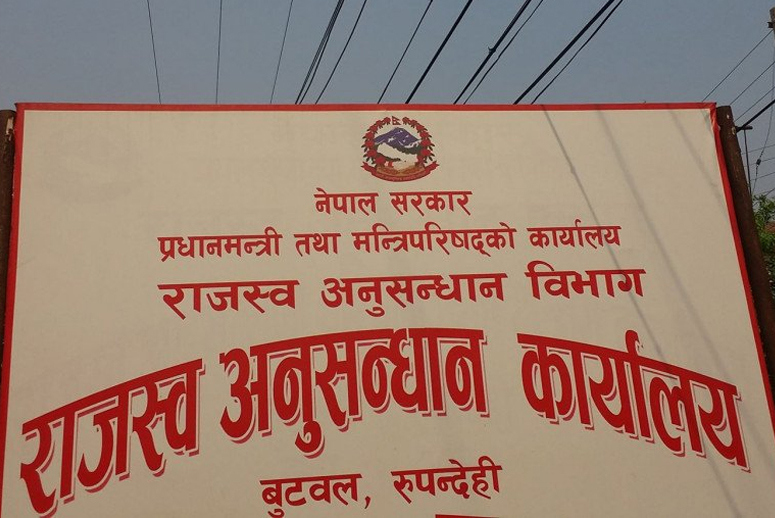 नेपाल सरकार
प्रधानमन्त्री तथा मन्त्रिपरिषद्को कार्यालय
राजस्व अनुसन्धान विभाग
राजस्व अनुसन्धान कार्यालय
बुटवल, रुपन्देही